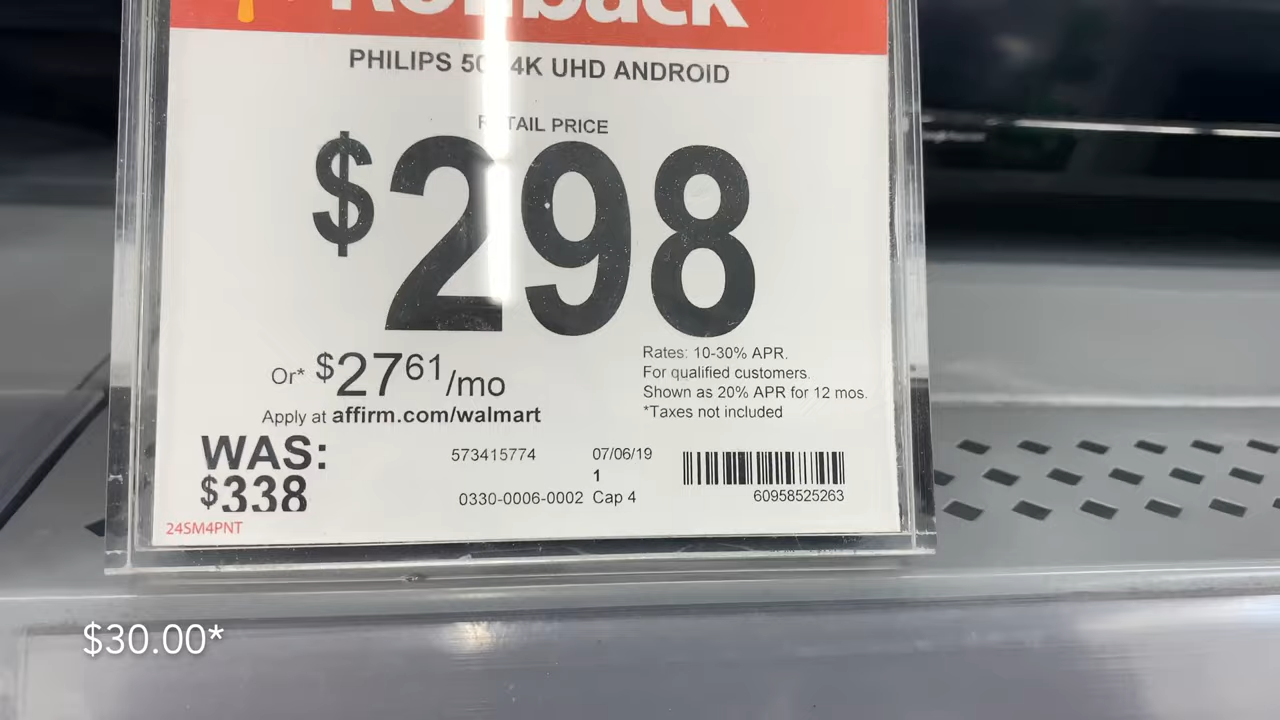 Rollback
PHILIPS 50 4K UHD ANDROID
RETAIL PRICE
$298
Or* $27 61/mo
Apply at affirm.com/walmart
Rates: 10-30% APR.
For qualified customers.
Shown as 20% APR for 12 mos.
*Taxes not included
WAS:
$338
573415774
07/06/19
1
0330-0006-0002 Cap 4
60958525263
24SM4PNT
$30.00*